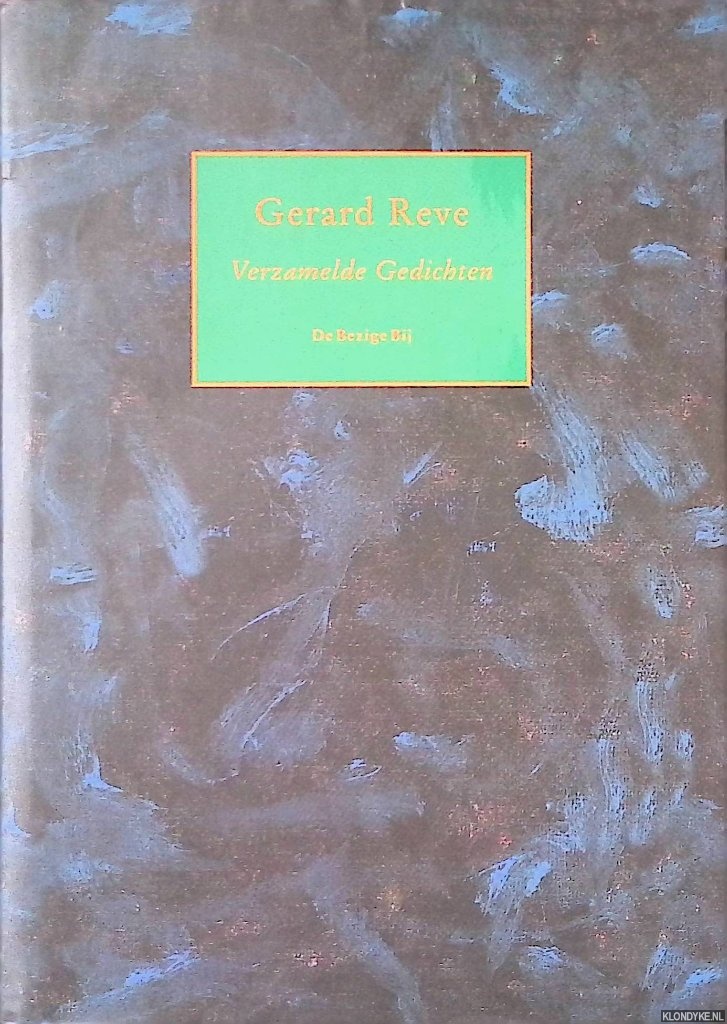 Gerard Reve
Verzamelde Gedichten
De Bezige Bij
KLONDYKE.NL